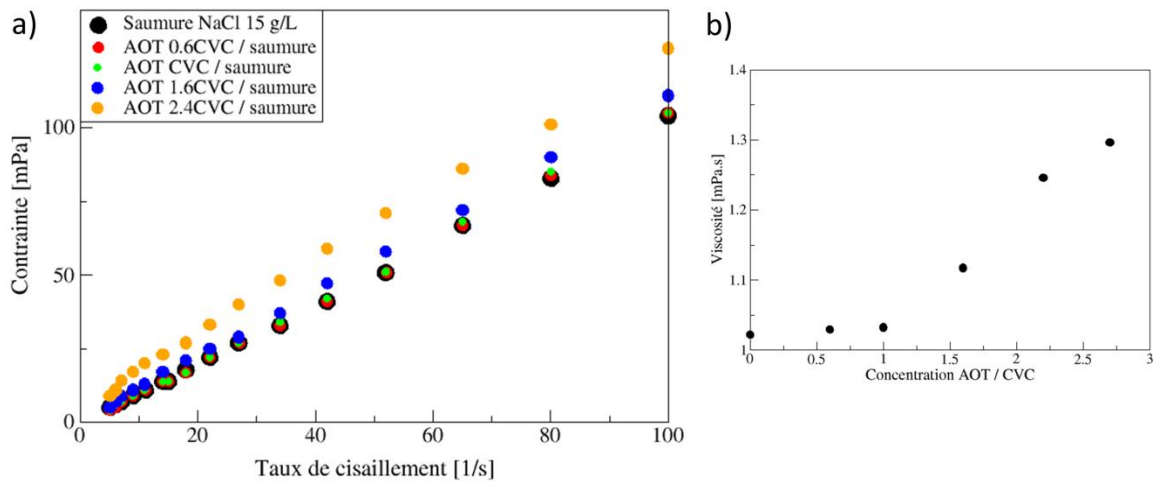 a)
Saumure NaCl 15 g/L
AOT 0.6CVC / saumure
AOT CVC / saumure
AOT 1.6CVC / saumure
AOT 2.4CVC / saumure
Contrainte [mPa]
100
50
0
0
20
40
60
80
100
Taux de cisaillement [1/s]
b)
Viscosité [mPa.s]
1.4
1.3
1.2
1.1
1
0
0.5
1
1.5
2
2.5
3
Concentration AOT / CVC